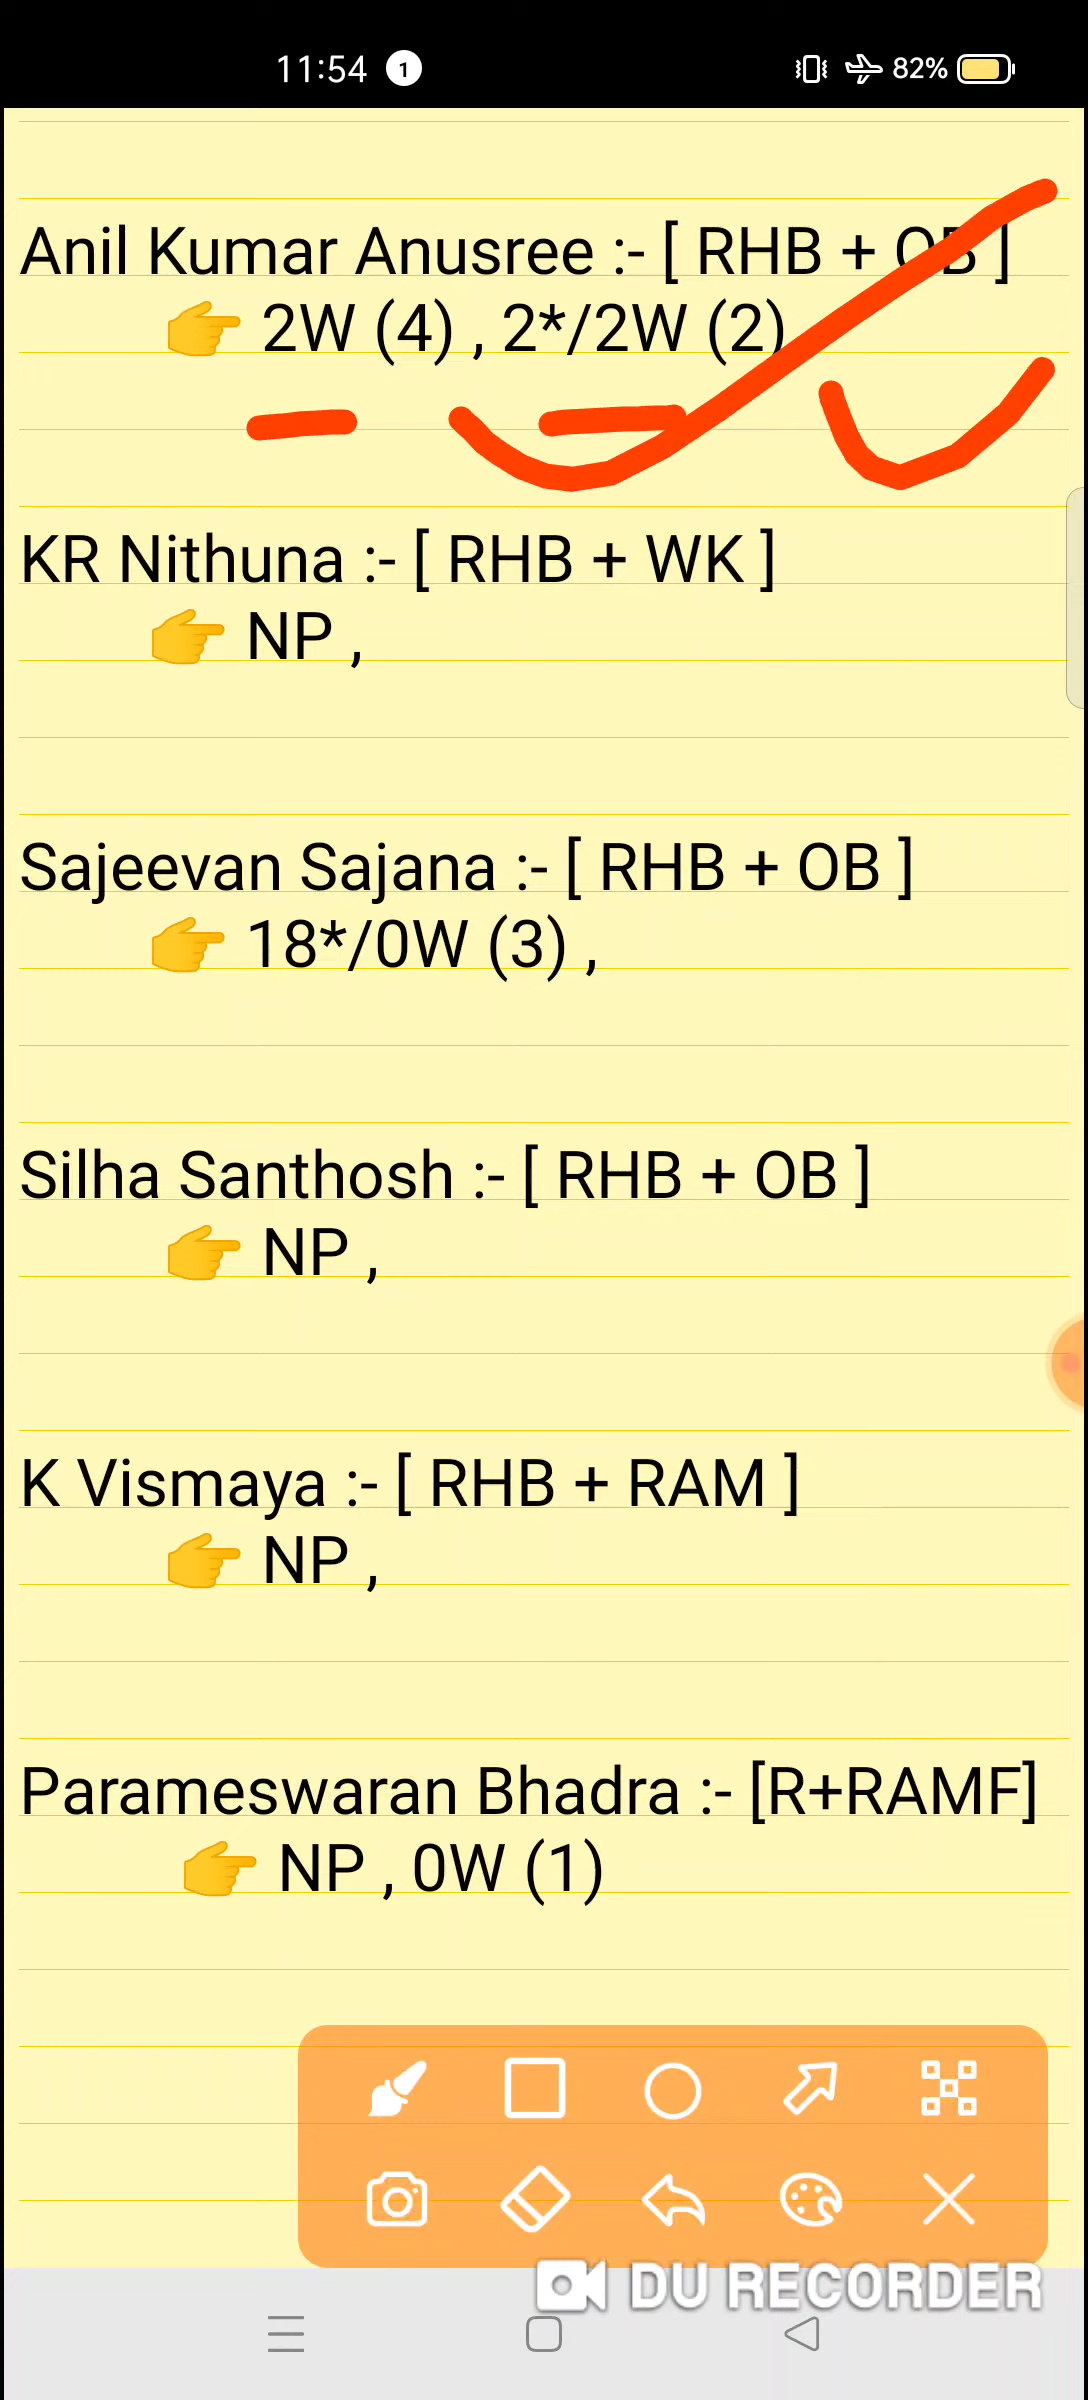 11:54 1 82%
Anil Kumar Anusree :- [ RHB + OB ]
👉 2W (4) , 2*/2W (2)
KR Nithuna :- [ RHB + WK ]
👉 NP ,
Sajeevan Sajana :- [ RHB + OB ]
👉 18*/0W (3) ,
Silha Santhosh :- [ RHB + OB ]
👉 NP ,
K Vismaya :- [ RHB + RAM ]
👉 NP ,
Parameswaran Bhadra :- [R+RAMF]
👉 NP , 0W (1)
DU RECORDER